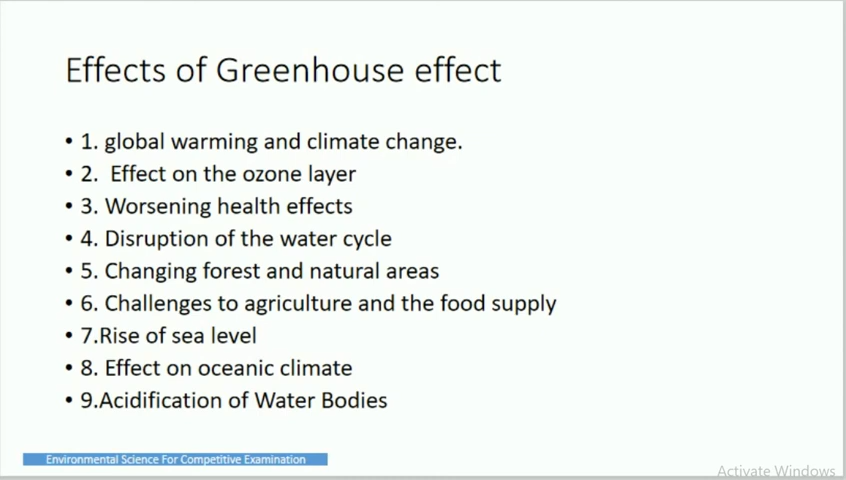 Effects of Greenhouse effect
• 1. global warming and climate change.
• 2.  Effect on the ozone layer
• 3. Worsening health effects
• 4. Disruption of the water cycle
• 5. Changing forest and natural areas
• 6. Challenges to agriculture and the food supply
• 7.Rise of sea level
• 8. Effect on oceanic climate
• 9.Acidification of Water Bodies
Environmental Science For Competitive Examination
Activate Windows